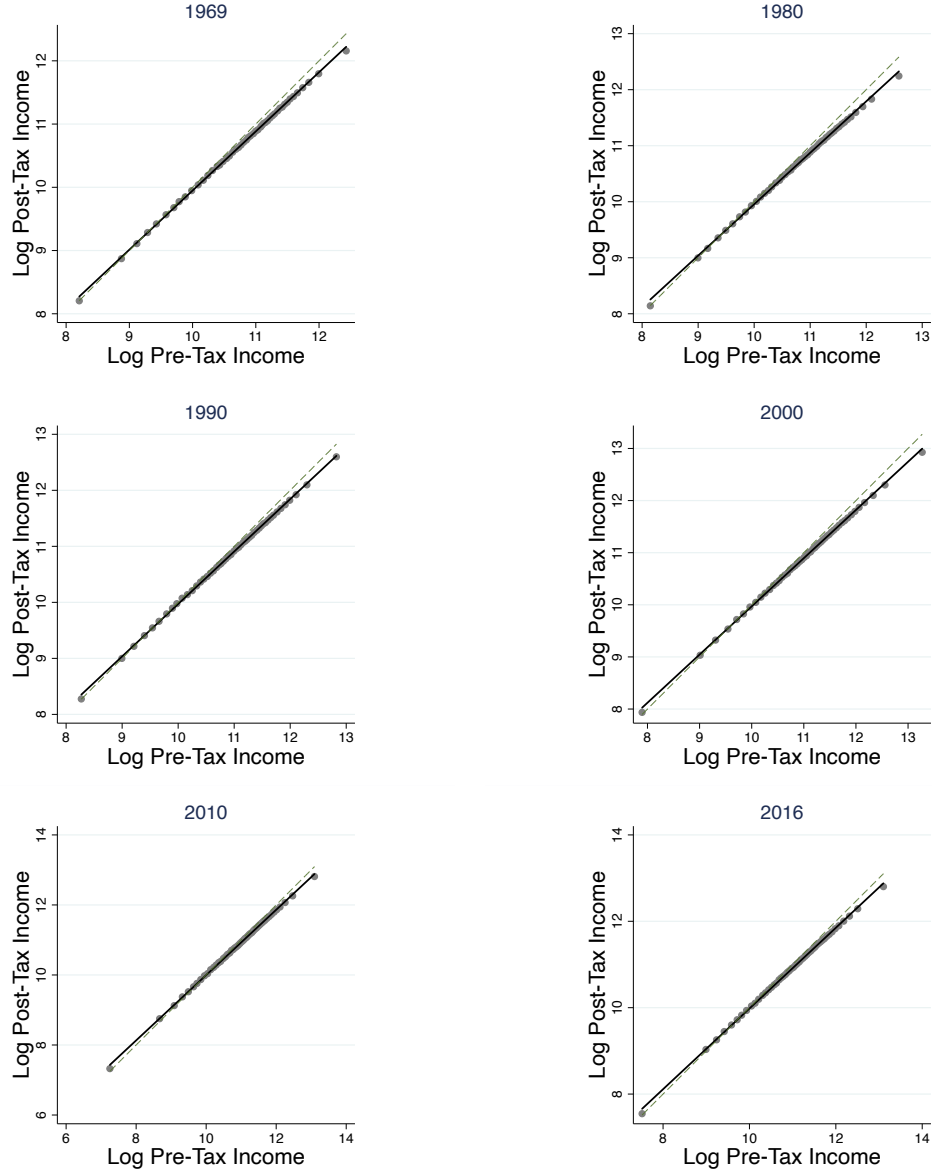 1969
Log Post-Tax Income
8 9 10 11 12
8 9 10 11 12
Log Pre-Tax Income
1980
Log Post-Tax Income
8 9 10 11 12 13
8 9 10 11 12 13
Log Pre-Tax Income
1990
Log Post-Tax Income
8 9 10 11 12 13
8 9 10 11 12 13
Log Pre-Tax Income
2000
Log Post-Tax Income
8 9 10 11 12 13
8 9 10 11 12 13
Log Pre-Tax Income
2010
Log Post-Tax Income
6 8 10 12 14
6 8 10 12 14
Log Pre-Tax Income
2016
Log Post-Tax Income
8 10 12 14
8 10 12 14
Log Pre-Tax Income